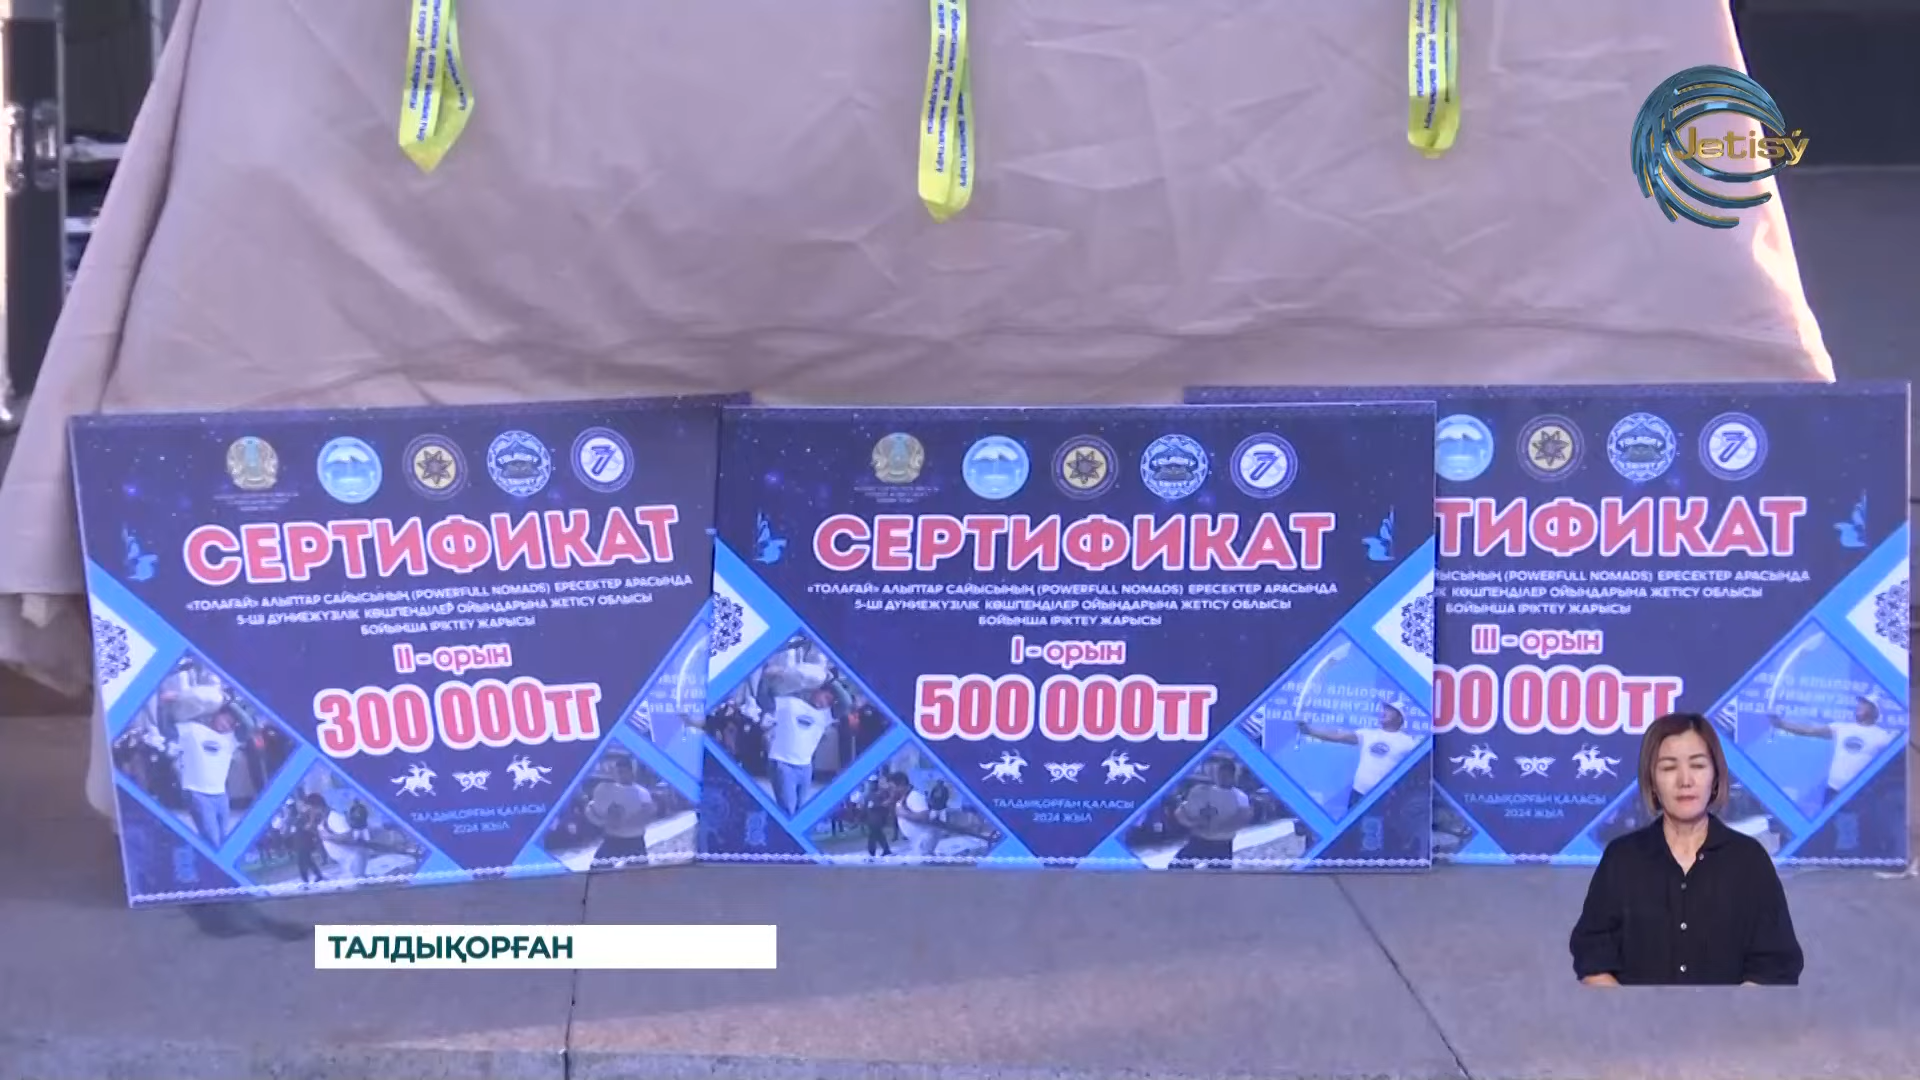 Jetisý
СЕРТИФИКАТ
«ТОЛАҒАЙ» АЛЫПТАР САЙЫСЫНЫҢ (POWERFULL NOMADS) ЕРЕСЕКТЕР АРАСЫНДА
5-ШІ ДҮНИЕЖҮЗІЛІК КӨШПЕНДІЛЕР ОЙЫНДАРЫНА ЖЕТІСУ ОБЛЫСЫ
БОЙЫНША ІРІКТЕУ ЖАРЫСЫ
II - орын
300 000тг
ТАЛДЫҚОРҒАН ҚАЛАСЫ
2024 ЖЫЛ
СЕРТИФИКАТ
«ТОЛАҒАЙ» АЛЫПТАР САЙЫСЫНЫҢ (POWERFULL NOMADS) ЕРЕСЕКТЕР АРАСЫНДА
5-ШІ ДҮНИЕЖҮЗІЛІК КӨШПЕНДІЛЕР ОЙЫНДАРЫНА ЖЕТІСУ ОБЛЫСЫ
БОЙЫНША ІРІКТЕУ ЖАРЫСЫ
I - орын
500 000тг
ТАЛДЫҚОРҒАН ҚАЛАСЫ
2024 ЖЫЛ
ТИФИКАТ
ЫСЫНЫҢ (POWERFULL NOMADS) ЕРЕСЕКТЕР АРАСЫНДА
ІК КӨШПЕНДІЛЕР ОЙЫНДАРЫНА ЖЕТІСУ ОБЛЫСЫ
БОЙЫНША ІРІКТЕУ ЖАРЫСЫ
III - орын
00 000тг
ТАЛДЫҚОРҒАН ҚАЛАСЫ
2024 ЖЫЛ
ТАЛДЫҚОРҒАН